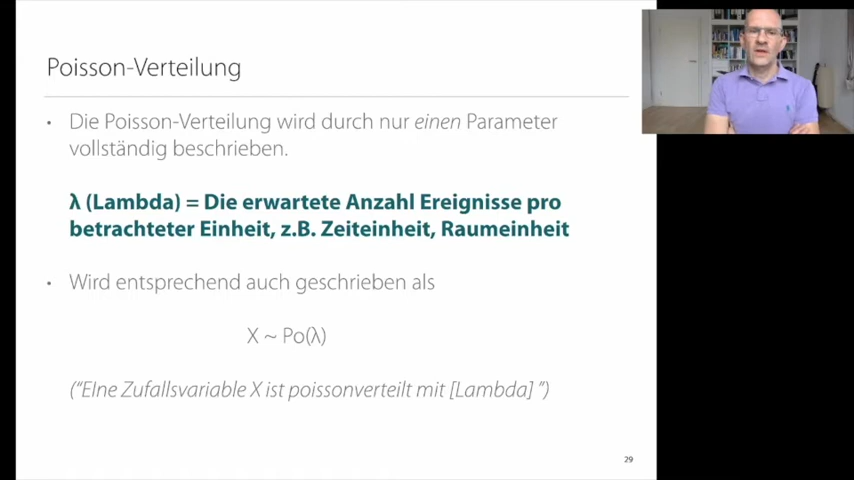 Poisson-Verteilung
• Die Poisson-Verteilung wird durch nur einen Parameter
vollständig beschrieben.
λ (Lambda) = Die erwartete Anzahl Ereignisse pro
betrachteter Einheit, z.B. Zeiteinheit, Raumeinheit
• Wird entsprechend auch geschrieben als
X ~ Po(λ)
(“EIne Zufallsvariable X ist poissonverteilt mit [Lambda] ”)
29